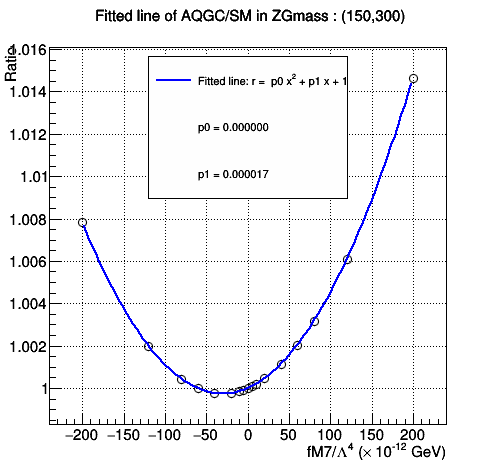 Fitted line of AQGC/SM in ZGmass : (150,300)
Ratio
1.016
1.014
1.012
1.01
1.008
1.006
1.004
1.002
1
Fitted line: r = p0 x² + p1 x + 1
p0 = 0.000000
p1 = 0.000017
−200 −150 −100 −50 0 50 100 150 200
fM7/Λ⁴ (× 10⁻¹² GeV)